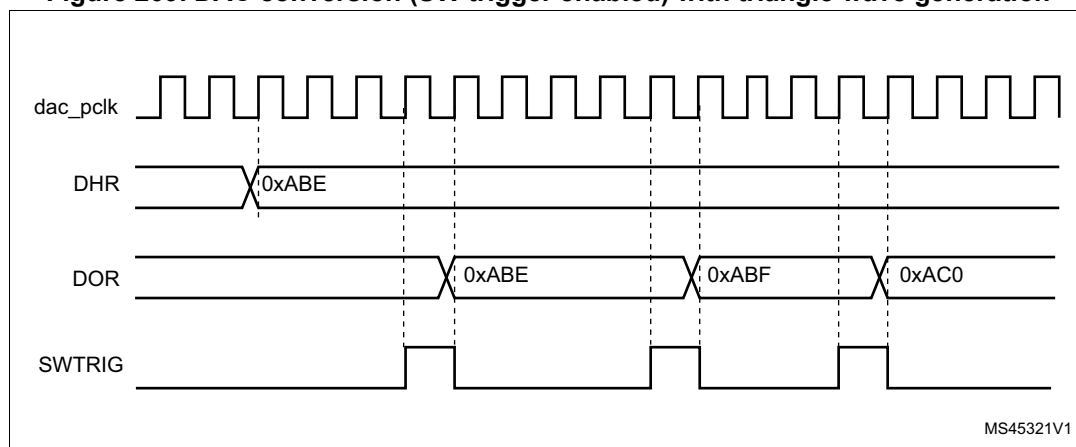 Figure DAC conversion (SW trigger enabled) with triangle wave generation
dac_pclk
DHR 0xABE
DOR 0xABE 0xABF 0xAC0
SWTRIG
MS45321V1